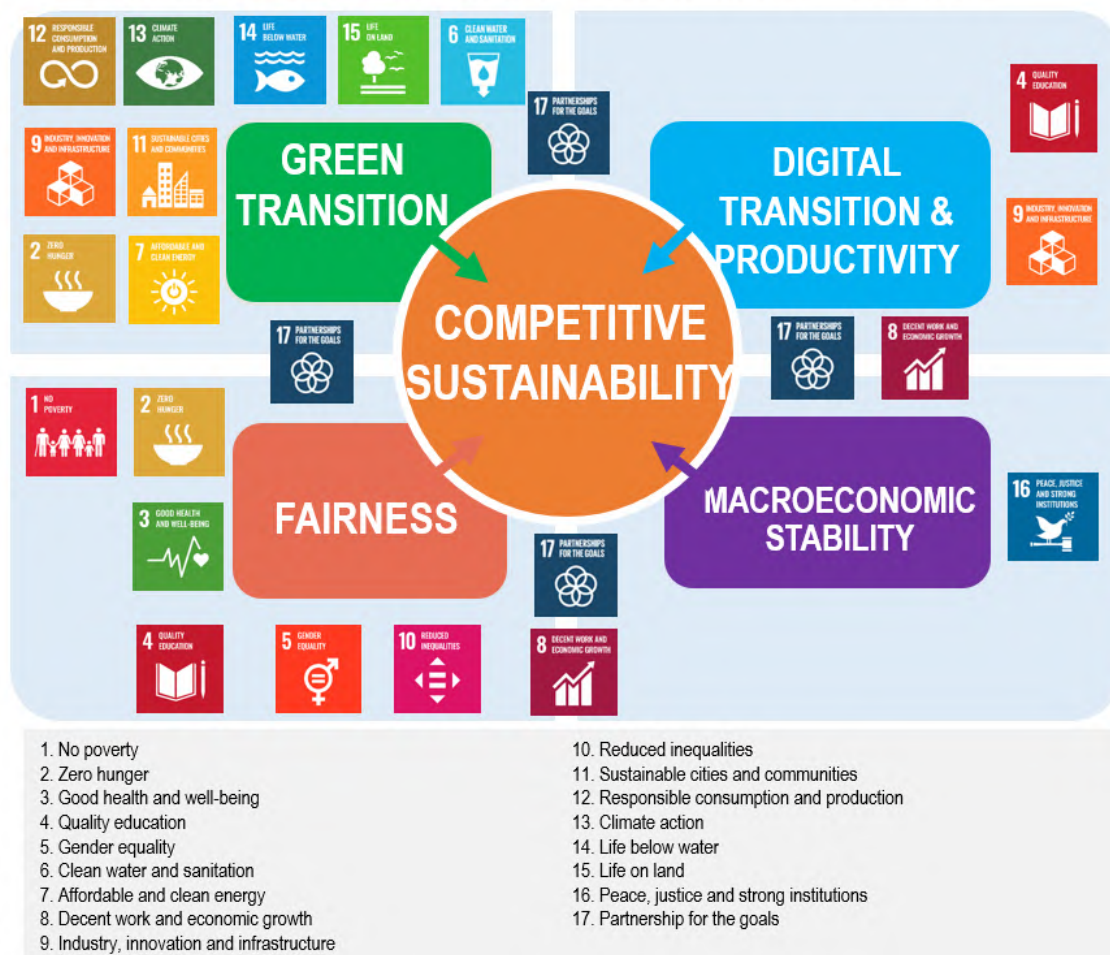 12 RESPONSIBLE
CONSUMPTION
AND PRODUCTION
13 CLIMATE
ACTION
14 LIFE
BELOW WATER
15 LIFE
ON LAND
6 CLEAN WATER
AND SANITATION
17 PARTNERSHIPS
FOR THE GOALS
4 QUALITY
EDUCATION
9 INDUSTRY, INNOVATION
AND INFRASTRUCTURE
11 SUSTAINABLE CITIES
AND COMMUNITIES
GREEN
TRANSITION
DIGITAL
TRANSITION &
PRODUCTIVITY
9 INDUSTRY, INNOVATION
AND INFRASTRUCTURE
2 ZERO
HUNGER
7 AFFORDABLE AND
CLEAN ENERGY
COMPETITIVE
SUSTAINABILITY
17 PARTNERSHIPS
FOR THE GOALS
17 PARTNERSHIPS
FOR THE GOALS
8 DECENT WORK AND
ECONOMIC GROWTH
1 NO
POVERTY
2 ZERO
HUNGER
3 GOOD HEALTH
AND WELL-BEING
FAIRNESS
MACROECONOMIC
STABILITY
16 PEACE, JUSTICE
AND STRONG
INSTITUTIONS
17 PARTNERSHIPS
FOR THE GOALS
4 QUALITY
EDUCATION
5 GENDER
EQUALITY
10 REDUCED
INEQUALITIES
8 DECENT WORK AND
ECONOMIC GROWTH
1. No poverty
2. Zero hunger
3. Good health and well-being
4. Quality education
5. Gender equality
6. Clean water and sanitation
7. Affordable and clean energy
8. Decent work and economic growth
9. Industry, innovation and infrastructure
10. Reduced inequalities
11. Sustainable cities and communities
12. Responsible consumption and production
13. Climate action
14. Life below water
15. Life on land
16. Peace, justice and strong institutions
17. Partnership for the goals